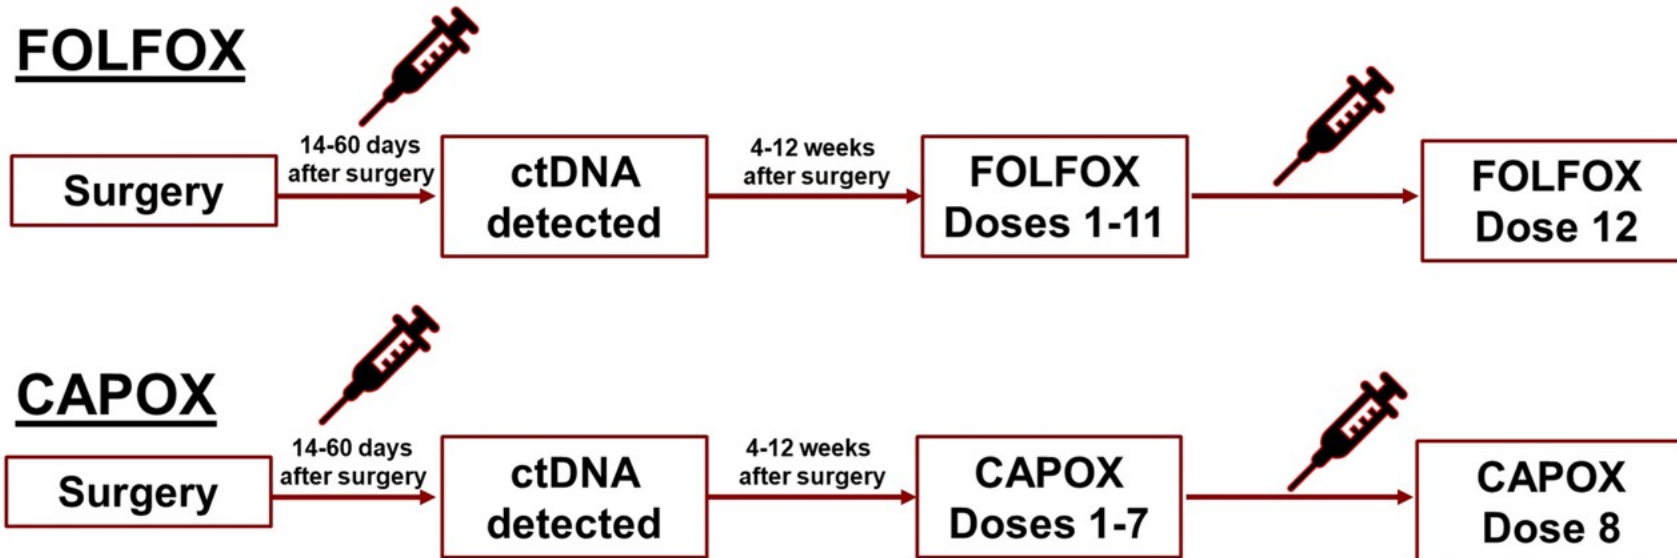 FOLFOX
Surgery
14-60 days
after surgery
ctDNA
detected
4-12 weeks
after surgery
FOLFOX
Doses 1-11
FOLFOX
Dose 12
CAPOX
Surgery
14-60 days
after surgery
ctDNA
detected
4-12 weeks
after surgery
CAPOX
Doses 1-7
CAPOX
Dose 8